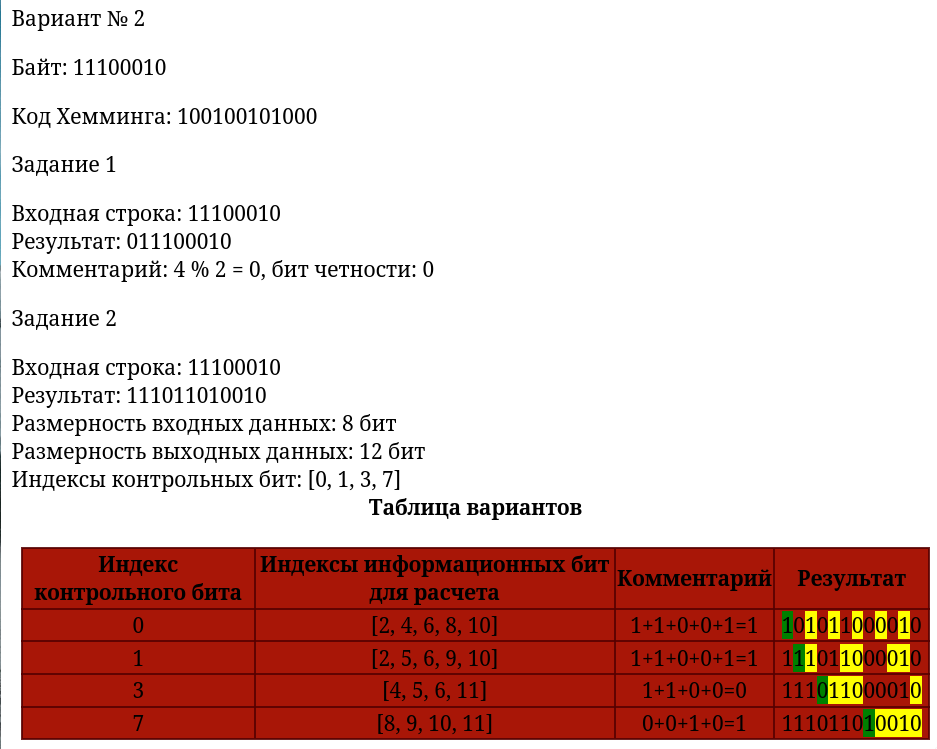 Вариант № 2
Байт: 11100010
Код Хемминга: 100100101000
Задание 1
Входная строка: 11100010
Результат: 011100010
Комментарий: 4 % 2 = 0, бит четности: 0
Задание 2
Входная строка: 11100010
Результат: 111011010010
Размерность входных данных: 8 бит
Размерность выходных данных: 12 бит
Индексы контрольных бит: [0, 1, 3, 7]
Таблица вариантов
Индекс контрольного бита Индексы информационных бит для расчета Комментарий Результат
0 [2, 4, 6, 8, 10] 1+1+0+0+1=1 101011000010
1 [2, 5, 6, 9, 10] 1+1+0+0+1=1 111011000010
3 [4, 5, 6, 11] 1+1+0+0=0 111011000010
7 [8, 9, 10, 11] 0+0+1+0=1 111011010010